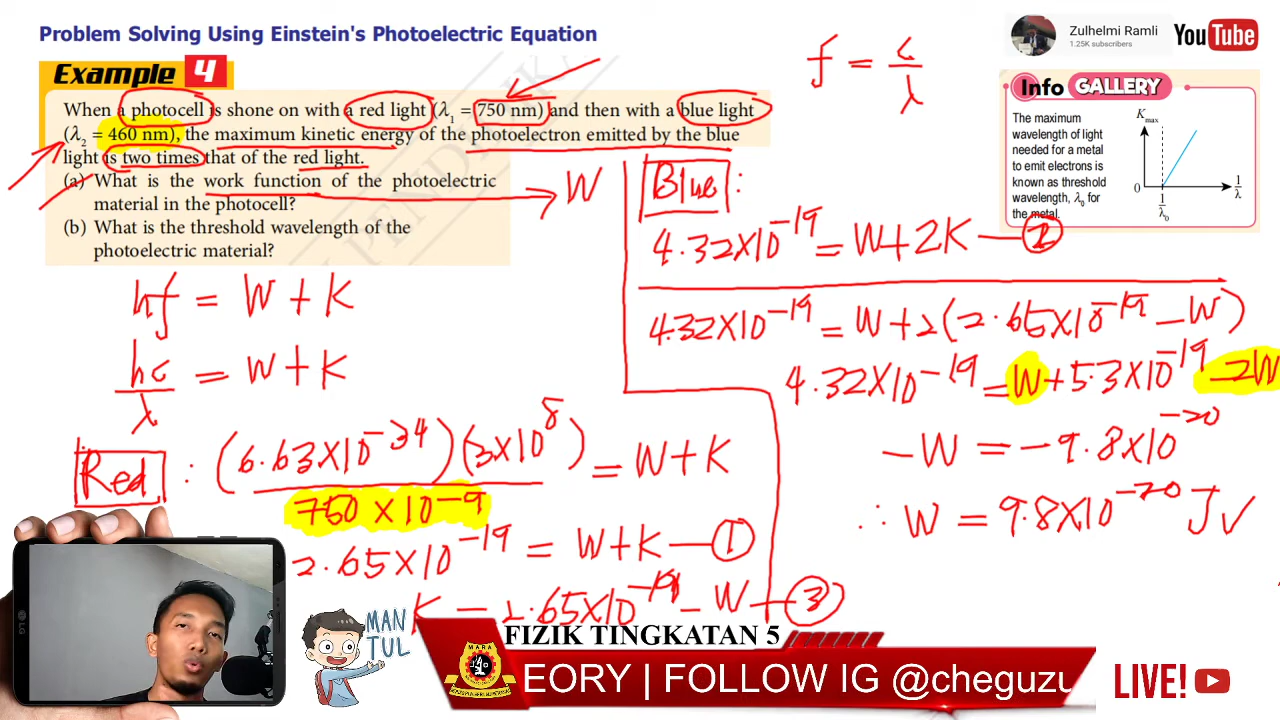 Problem Solving Using Einstein's Photoelectric Equation
Zulhelmi Ramli
1.25K subscribers
YouTube
Example 4
When a photocell is shone on with a red light (λ₁ = 750 nm) and then with a blue light
(λ₂ = 460 nm), the maximum kinetic energy of the photoelectron emitted by the blue
light is two times that of the red light.
(a) What is the work function of the photoelectric
material in the photocell?
(b) What is the threshold wavelength of the
photoelectric material?
W
f = c/λ
Info GALLERY
The maximum
wavelength of light
needed for a metal
to emit electrons is
known as threshold
wavelength, λ₀ for
the metal.
Kmax
0
1/λ₀
1/λ
hf = W + K
hc/λ = W + K
Red : (6.63×10⁻³⁴)(3×10⁸)/750 × 10⁻⁹ = W + K
2.65×10⁻¹⁹ = W+K — ①
K = 2.65×10⁻¹⁹ - W — ③
Blue :
4.32×10⁻¹⁹ = W+2K — ②
4.32×10⁻¹⁹ = W+2(2.65×10⁻¹⁹ - W)
4.32×10⁻¹⁹ = W+5.3×10⁻¹⁹ - 2W
-W = -9.8×10⁻²⁰
∴ W = 9.8×10⁻²⁰ J ✓
LG
MAN
TUL
MARA
FIZIK TINGKATAN 5
EORY | FOLLOW IG @cheguzu
LIVE!